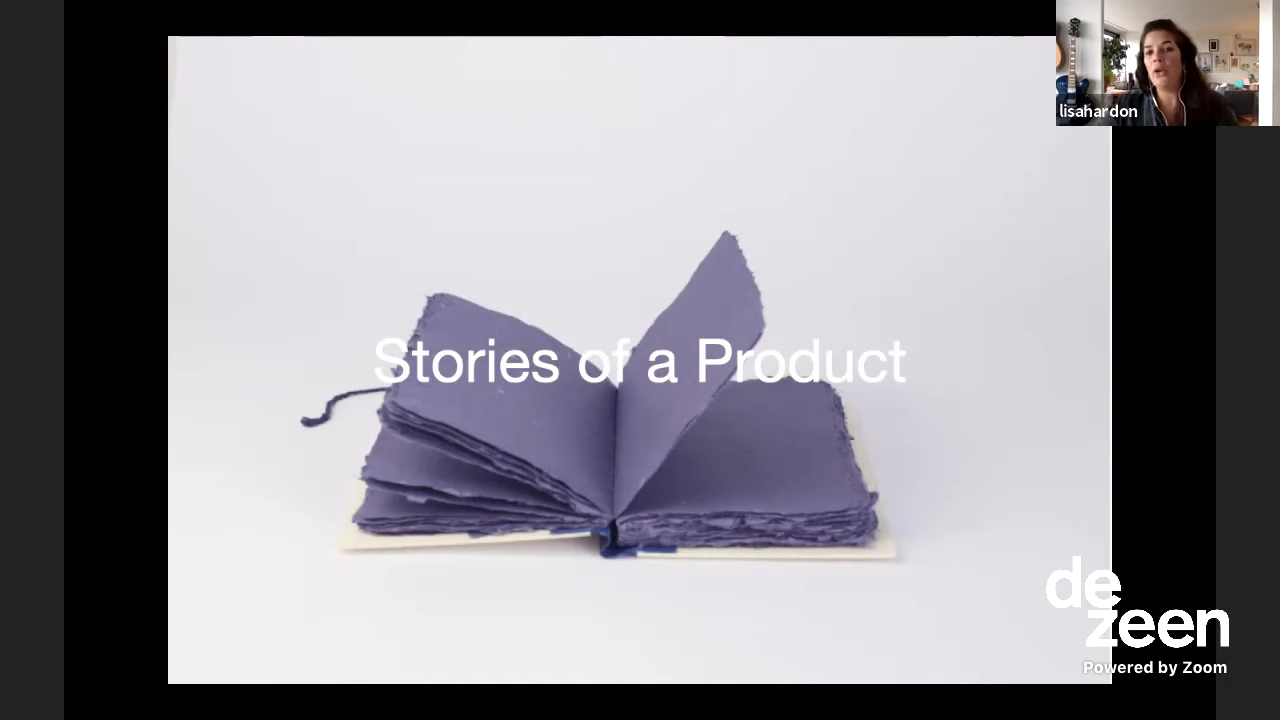 lisahardon
Stories of a Product
de
zeen
Powered by Zoom